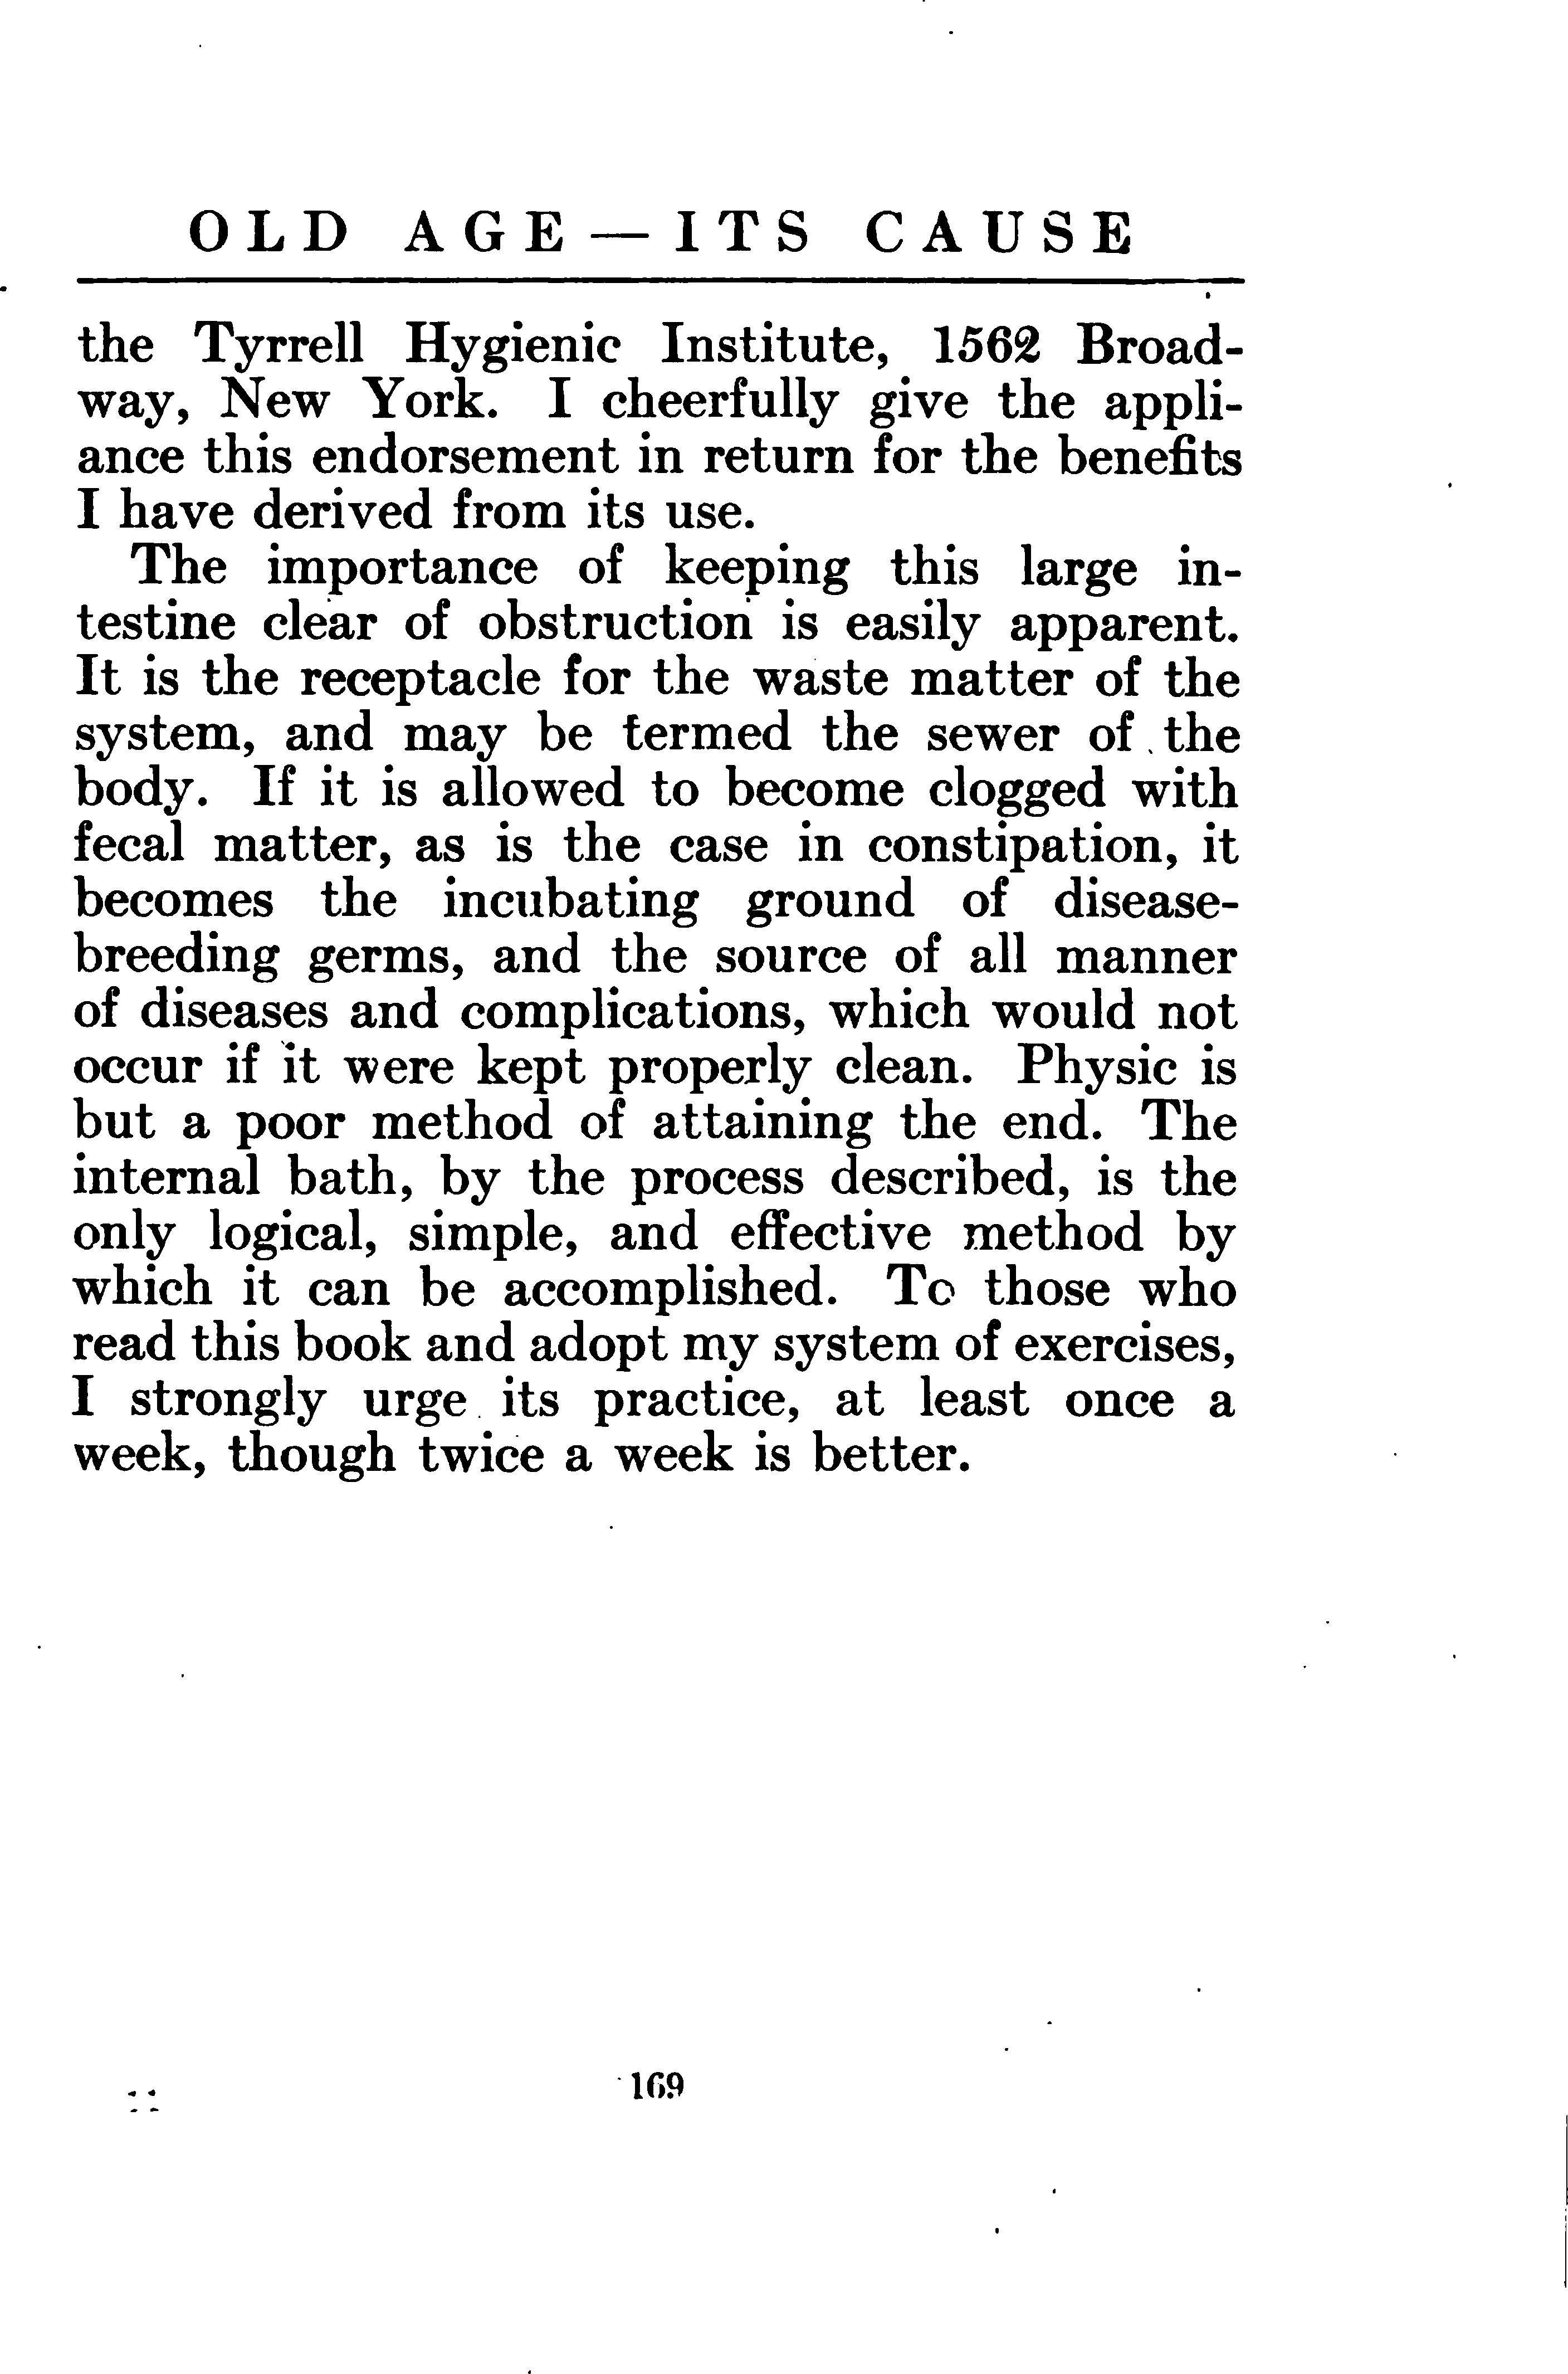 OLD AGE—ITS CAUSE
the Tyrrell Hygienic Institute, 1562 Broad-
way, New York. I cheerfully give the appli-
ance this endorsement in return for the benefits
I have derived from its use.
The importance of keeping this large in-
testine clear of obstruction is easily apparent.
It is the receptacle for the waste matter of the
system, and may be termed the sewer of the
body. If it is allowed to become clogged with
fecal matter, as is the case in constipation, it
becomes the incubating ground of disease-
breeding germs, and the source of all manner
of diseases and complications, which would not
occur if it were kept properly clean. Physic is
but a poor method of attaining the end. The
internal bath, by the process described, is the
only logical, simple, and effective method by
which it can be accomplished. To those who
read this book and adopt my system of exercises,
I strongly urge its practice, at least once a
week, though twice a week is better.
169